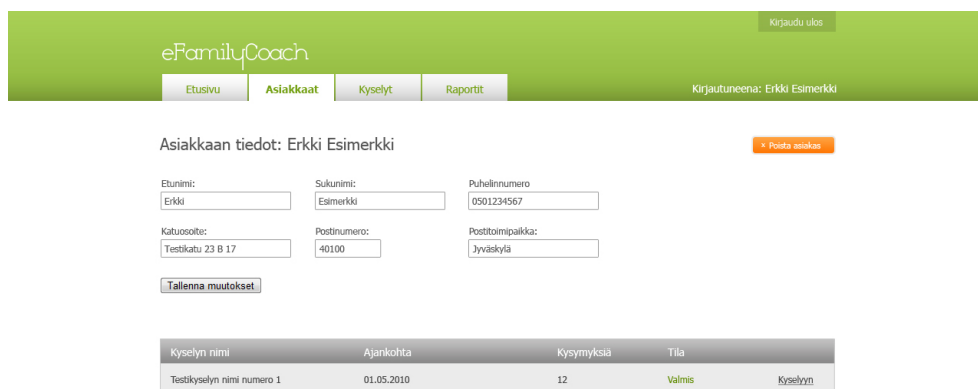 Kirjaudu ulos
eFamilyCoach
Etusivu Asiakkaat Kyselyt Raportit Kirjautuneena: Erkki Esimerkki
Asiakkaan tiedot: Erkki Esimerkki x Poista asiakas
Etunimi: Sukunimi: Puhelinnumero
Erkki Esimerkki 0501234567
Katuosoite: Postinumero: Postitoimipaikka:
Testikatu 23 B 17 40100 Jyväskylä
Tallenna muutokset
Kyselyn nimi Ajankohta Kysymyksiä Tila
Testikyselyn nimi numero 1 01.05.2010 12 Valmis Kyselyyn